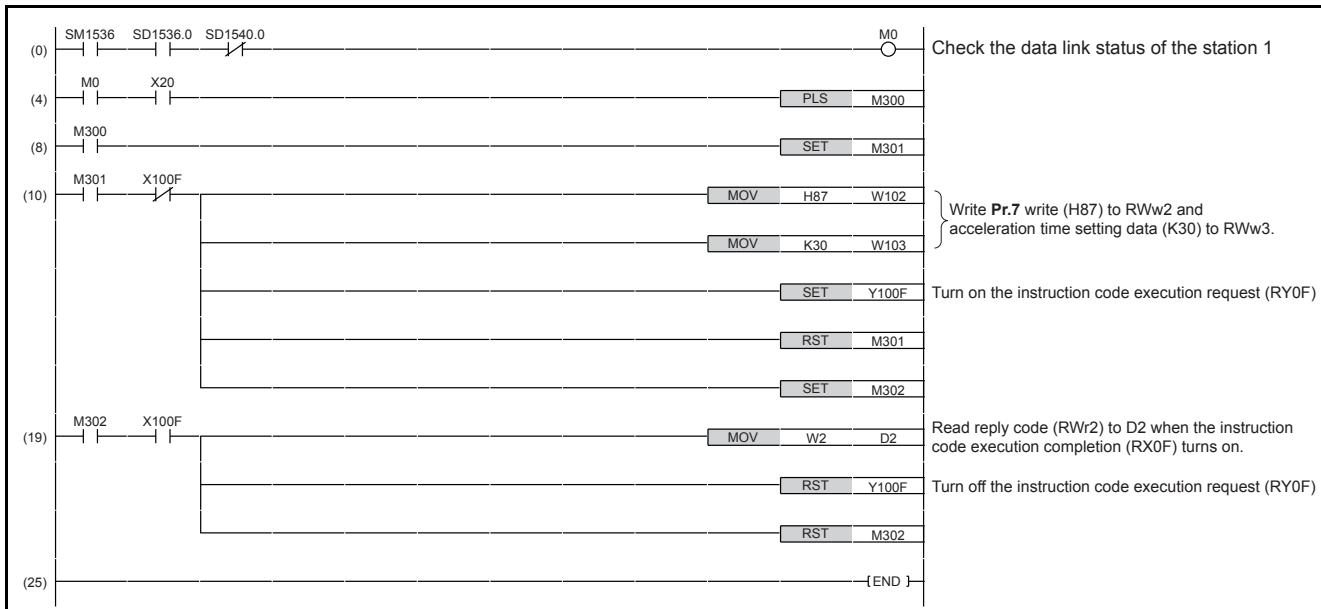 SM1536 SD1536.0 SD1540.0 M0
(0) Check the data link status of the station 1
M0 X20
(4) PLS M300
M300
(8) SET M301
M301 X100F
(10) MOV H87 W102
Write Pr.7 write (H87) to RWw2 and
acceleration time setting data (K30) to RWw3.
MOV K30 W103
SET Y100F Turn on the instruction code execution request (RY0F)
RST M301
SET M302
M302 X100F
(19) MOV W2 D2
Read reply code (RWr2) to D2 when the instruction
code execution completion (RX0F) turns on.
RST Y100F Turn off the instruction code execution request (RY0F)
RST M302
(25) END